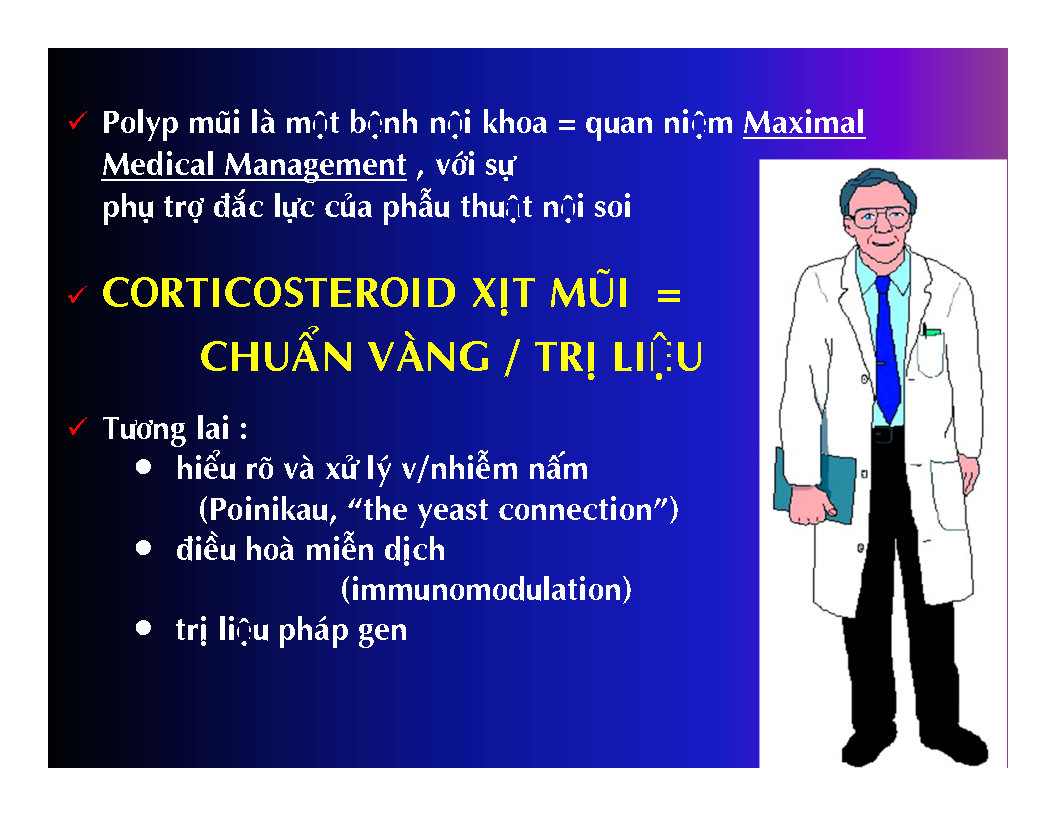 Polyp mũi là một bệnh nội khoa = quan niệm Maximal
Medical Management , với sự
phụ trợ đắc lực của phẫu thuật nội soi
CORTICOSTEROID XỊT MŨI =
CHUẨN VÀNG / TRỊ LIỆU
Tương lai :
hiểu rõ và xử lý v/nhiễm nấm
(Poinikau, “the yeast connection”)
điều hoà miễn dịch
(immunomodulation)
trị liệu pháp gen